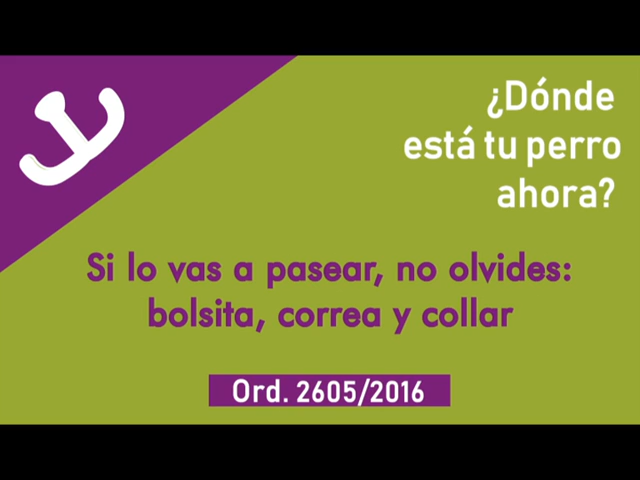 ¿Dónde
está tu perro
ahora?
Si lo vas a pasear, no olvides:
bolsita, correa y collar
Ord. 2605/2016